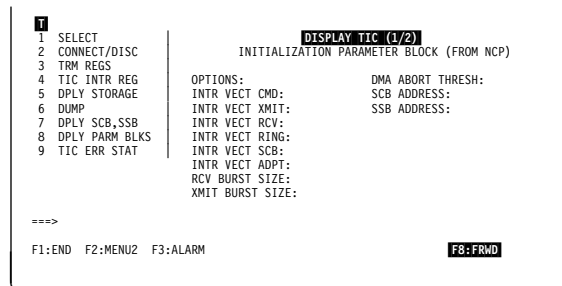 T
1 SELECT DISPLAY TIC (1/2)
2 CONNECT/DISC INITIALIZATION PARAMETER BLOCK (FROM NCP)
3 TRM REGS
4 TIC INTR REG OPTIONS: DMA ABORT THRESH:
5 DPLY STORAGE INTR VECT CMD: SCB ADDRESS:
6 DUMP INTR VECT XMIT: SSB ADDRESS:
7 DPLY SCB,SSB INTR VECT RCV:
8 DPLY PARM BLKS INTR VECT RING:
9 TIC ERR STAT INTR VECT SCB:
INTR VECT ADPT:
RCV BURST SIZE:
XMIT BURST SIZE:
===>
F1:END F2:MENU2 F3:ALARM F8:FRWD